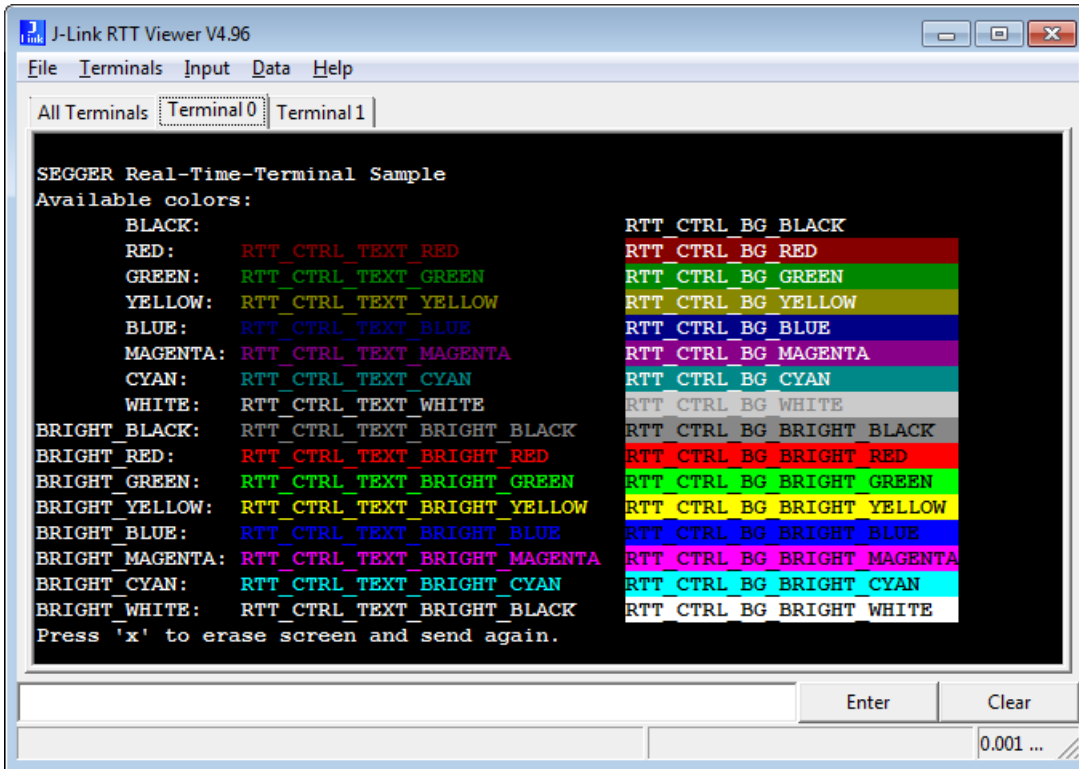 J-Link RTT Viewer V4.96
File Terminals Input Data Help
All Terminals Terminal 0 Terminal 1
SEGGER Real-Time-Terminal Sample
Available colors:
BLACK: RTT_CTRL_BG_BLACK
RED: RTT_CTRL_TEXT_RED RTT_CTRL_BG_RED
GREEN: RTT_CTRL_TEXT_GREEN RTT_CTRL_BG_GREEN
YELLOW: RTT_CTRL_TEXT_YELLOW RTT_CTRL_BG_YELLOW
BLUE: RTT_CTRL_TEXT_BLUE RTT_CTRL_BG_BLUE
MAGENTA: RTT_CTRL_TEXT_MAGENTA RTT_CTRL_BG_MAGENTA
CYAN: RTT_CTRL_TEXT_CYAN RTT_CTRL_BG_CYAN
WHITE: RTT_CTRL_TEXT_WHITE RTT_CTRL_BG_WHITE
BRIGHT_BLACK: RTT_CTRL_TEXT_BRIGHT_BLACK RTT_CTRL_BG_BRIGHT_BLACK
BRIGHT_RED: RTT_CTRL_TEXT_BRIGHT_RED RTT_CTRL_BG_BRIGHT_RED
BRIGHT_GREEN: RTT_CTRL_TEXT_BRIGHT_GREEN RTT_CTRL_BG_BRIGHT_GREEN
BRIGHT_YELLOW: RTT_CTRL_TEXT_BRIGHT_YELLOW RTT_CTRL_BG_BRIGHT_YELLOW
BRIGHT_BLUE: RTT_CTRL_TEXT_BRIGHT_BLUE RTT_CTRL_BG_BRIGHT_BLUE
BRIGHT_MAGENTA: RTT_CTRL_TEXT_BRIGHT_MAGENTA RTT_CTRL_BG_BRIGHT_MAGENTA
BRIGHT_CYAN: RTT_CTRL_TEXT_BRIGHT_CYAN RTT_CTRL_BG_BRIGHT_CYAN
BRIGHT_WHITE: RTT_CTRL_TEXT_BRIGHT_BLACK RTT_CTRL_BG_BRIGHT_WHITE
Press 'x' to erase screen and send again.
Enter Clear
0.001 ...